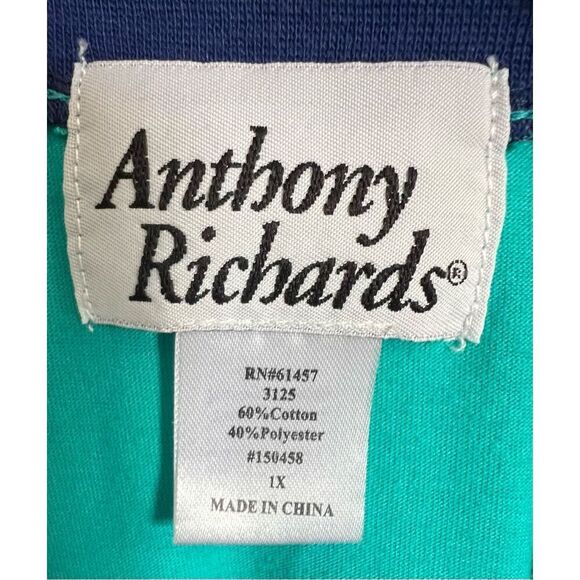 Anthony
Richards®
RN#61457
3125
60%Cotton
40%Polyester
#150458
1X
MADE IN CHINA